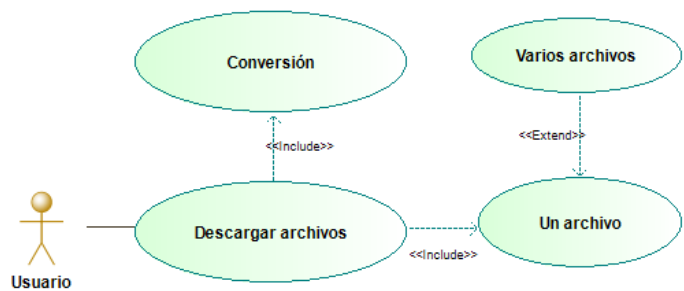 Conversión
Varios archivos
<<Include>>
<<Extend>>
Descargar archivos
Un archivo
<<Include>>
Usuario